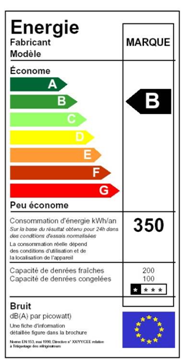 Energie
Fabricant
Modèle
MARQUE
Économe
A
B
C
D
E
F
G
B
Peu économe
Consommation d'énergie kWh/an
350
Sur la base du résultat obtenu pour 24h dans
des conditions d'essais normalisées
La consommation réelle dépend
des conditions d'utilisation et de
la localisation de l'appareil
Capacité de denrées fraîches
200
Capacité de denrées congelées
100
Bruit
dB(A) par picowatt)
Une fiche d'information
détaillée figure dans la brochure